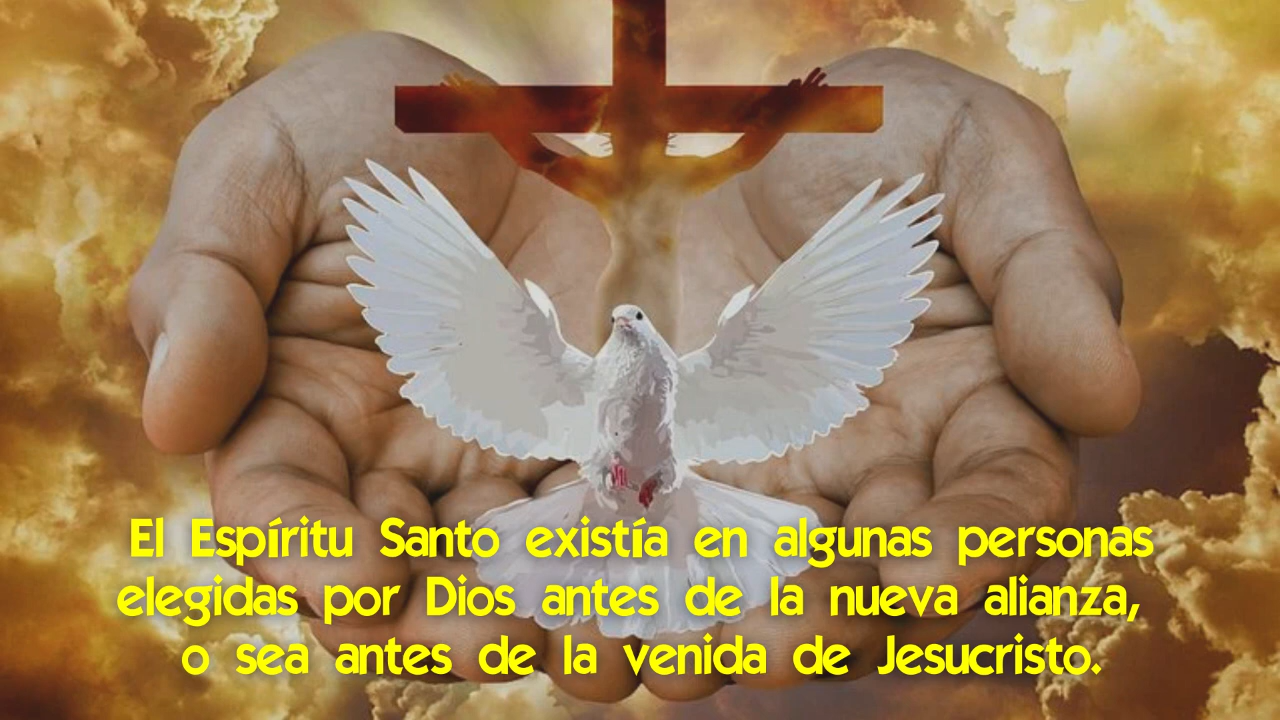 El Espíritu Santo existía en algunas personas
elegidas por Dios antes de la nueva alianza,
o sea antes de la venida de Jesucristo.